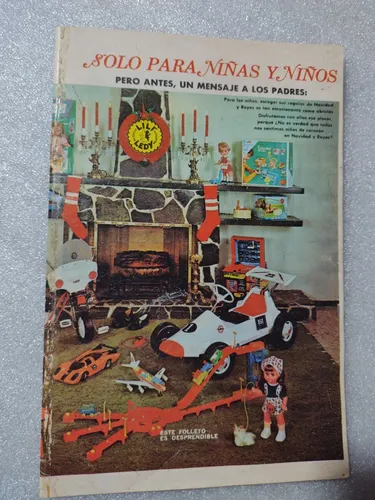 SOLO PARA NIÑAS Y NIÑOS
PERO ANTES, UN MENSAJE A LOS PADRES:
Para los niños, escoger sus regalos de Navidad
y Reyes es tan emocionante como abrirlos
Disfrutemos con ellos ese placer,
porque ¿No es verdad que todos
nos sentimos niños de corazón
en Navidad y Reyes?
LILI
LEDY
ESTE FOLLETO
ES DESPRENDIBLE